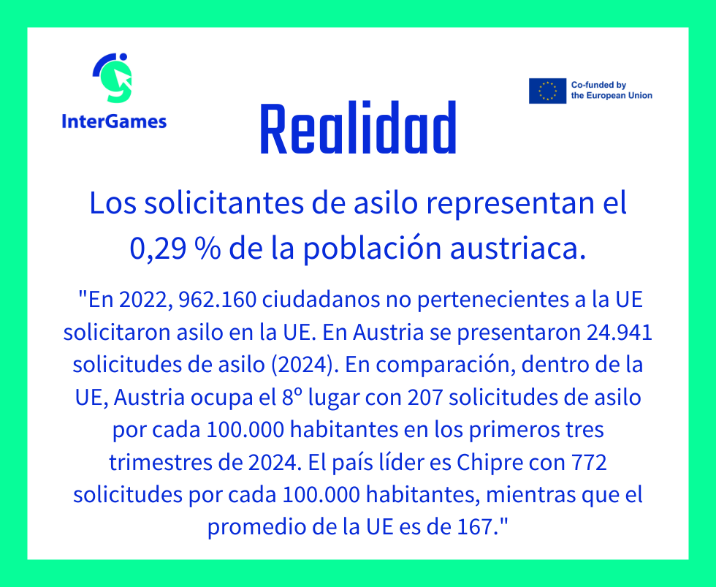 InterGames
Co-funded by
the European Union
Realidad
Los solicitantes de asilo representan el
0,29 % de la población austriaca.
"En 2022, 962.160 ciudadanos no pertenecientes a la UE
solicitaron asilo en la UE. En Austria se presentaron 24.941
solicitudes de asilo (2024). En comparación, dentro de la
UE, Austria ocupa el 8º lugar con 207 solicitudes de asilo
por cada 100.000 habitantes en los primeros tres
trimestres de 2024. El país líder es Chipre con 772
solicitudes por cada 100.000 habitantes, mientras que el
promedio de la UE es de 167."